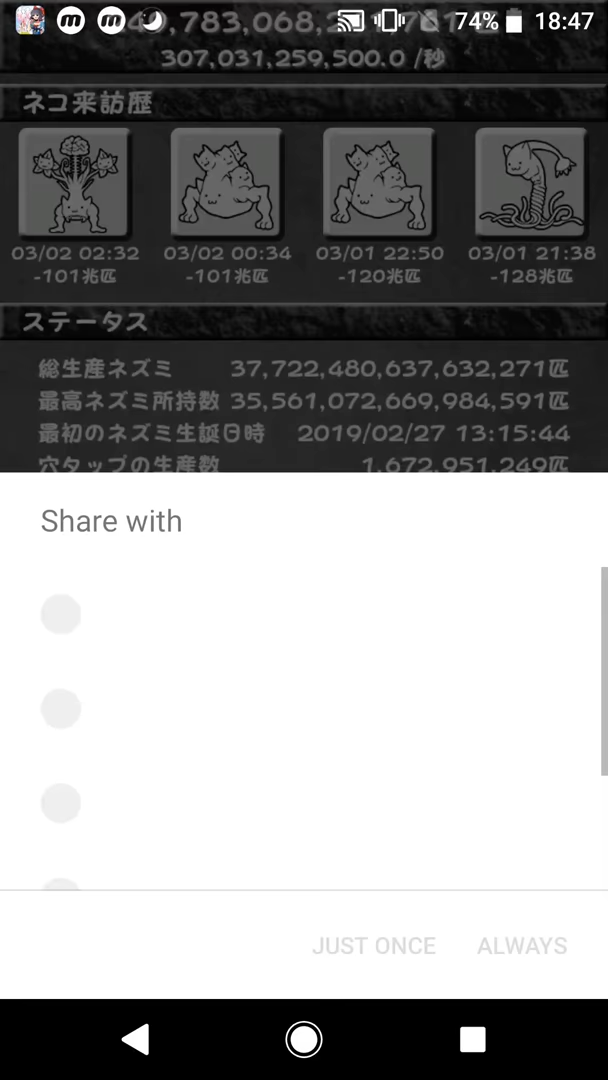 74% 18:47
307,031,259,500.0 /秒
ネコ来訪歴
03/02 02:32 03/02 00:34 03/01 22:50 03/01 21:38
-101兆匹 -101兆匹 -120兆匹 -128兆匹
ステータス
総生産ネズミ 37,722,480,637,632,271匹
最高ネズミ所持数 35,561,072,669,984,591匹
最初のネズミ生誕日時 2019/02/27 13:15:44
穴タップの生産数 1,672,951,249匹
Share with
JUST ONCE ALWAYS